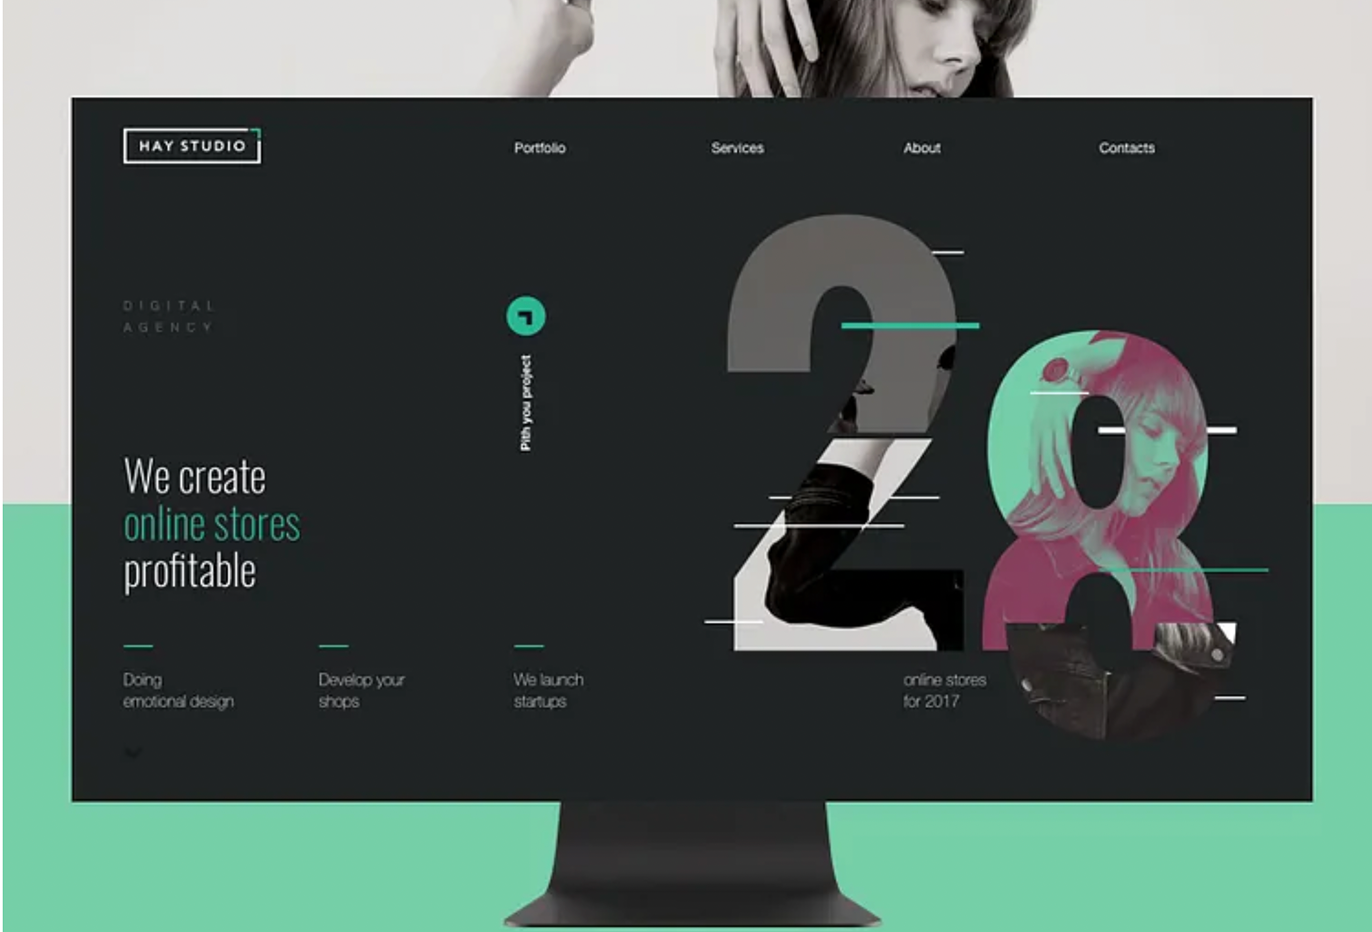 HAY STUDIO
Portfolio
Services
About
Contacts
DIGITAL
AGENCY
Pith you project
28
We create
online stores
profitable
Doing
emotional design
Develop your
shops
We launch
startups
online stores
for 2017